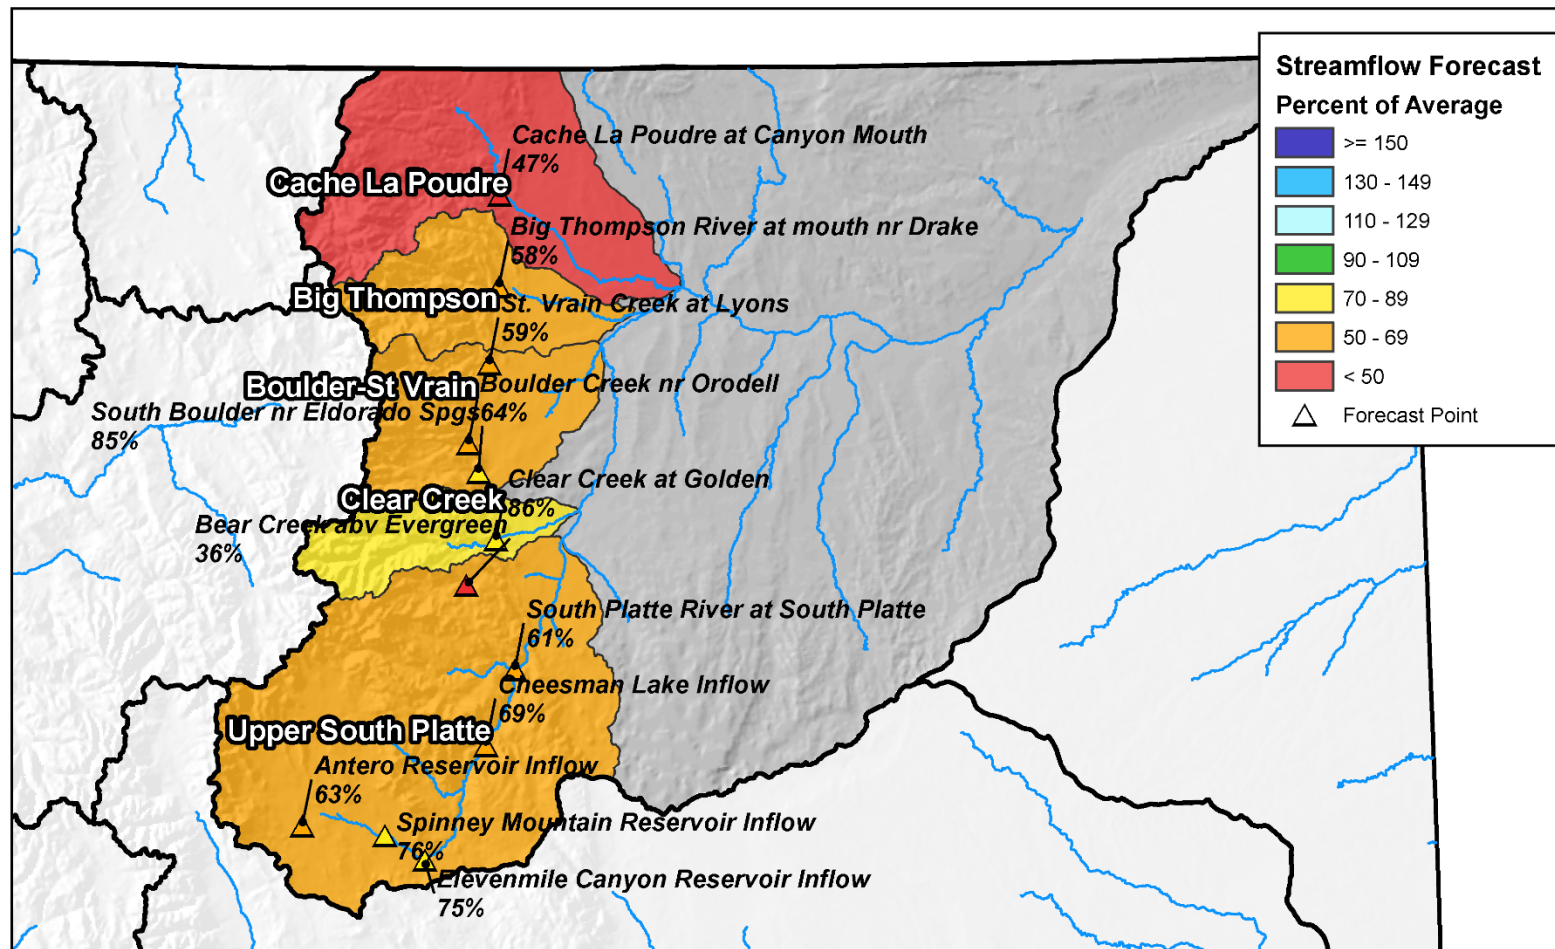 Streamflow Forecast
Percent of Average
>= 150
130 - 149
110 - 129
90 - 109
70 - 89
50 - 69
< 50
Forecast Point
Cache La Poudre at Canyon Mouth
47%
Cache La Poudre
Big Thompson River at mouth nr Drake
58%
Big Thompson
St. Vrain Creek at Lyons
59%
Boulder-St Vrain
Boulder Creek nr Orodell
64%
South Boulder nr Eldorado Spgs
85%
Clear Creek at Golden
86%
Clear Creek
Bear Creek abv Evergreen
36%
South Platte River at South Platte
61%
Cheesman Lake Inflow
69%
Upper South Platte
Antero Reservoir Inflow
63%
Spinney Mountain Reservoir Inflow
76%
Elevenmile Canyon Reservoir Inflow
75%